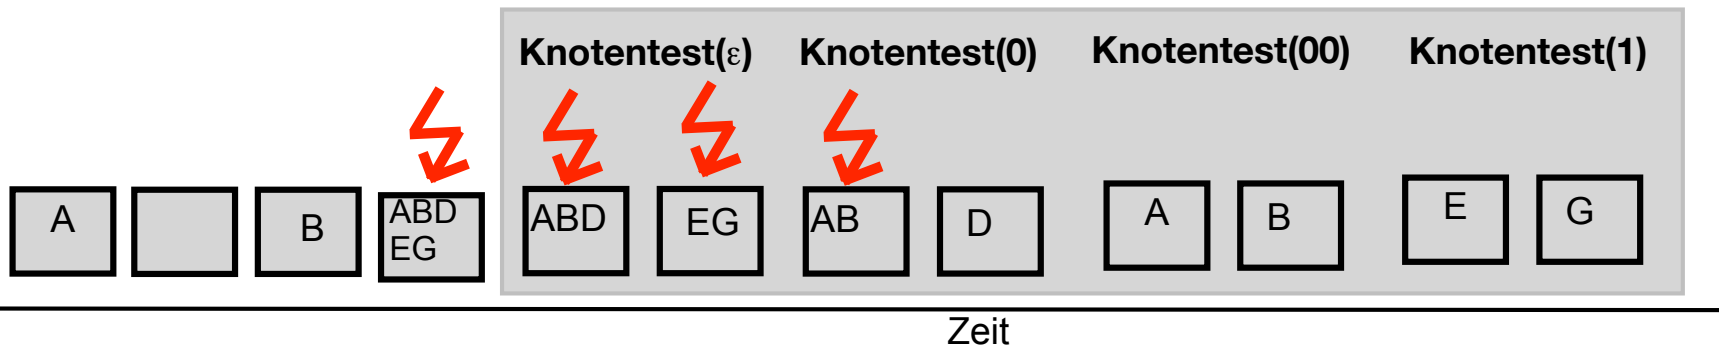 Knotentest(ε) Knotentest(0) Knotentest(00) Knotentest(1)
A B ABD ABD EG AB D A B E G
EG
Zeit